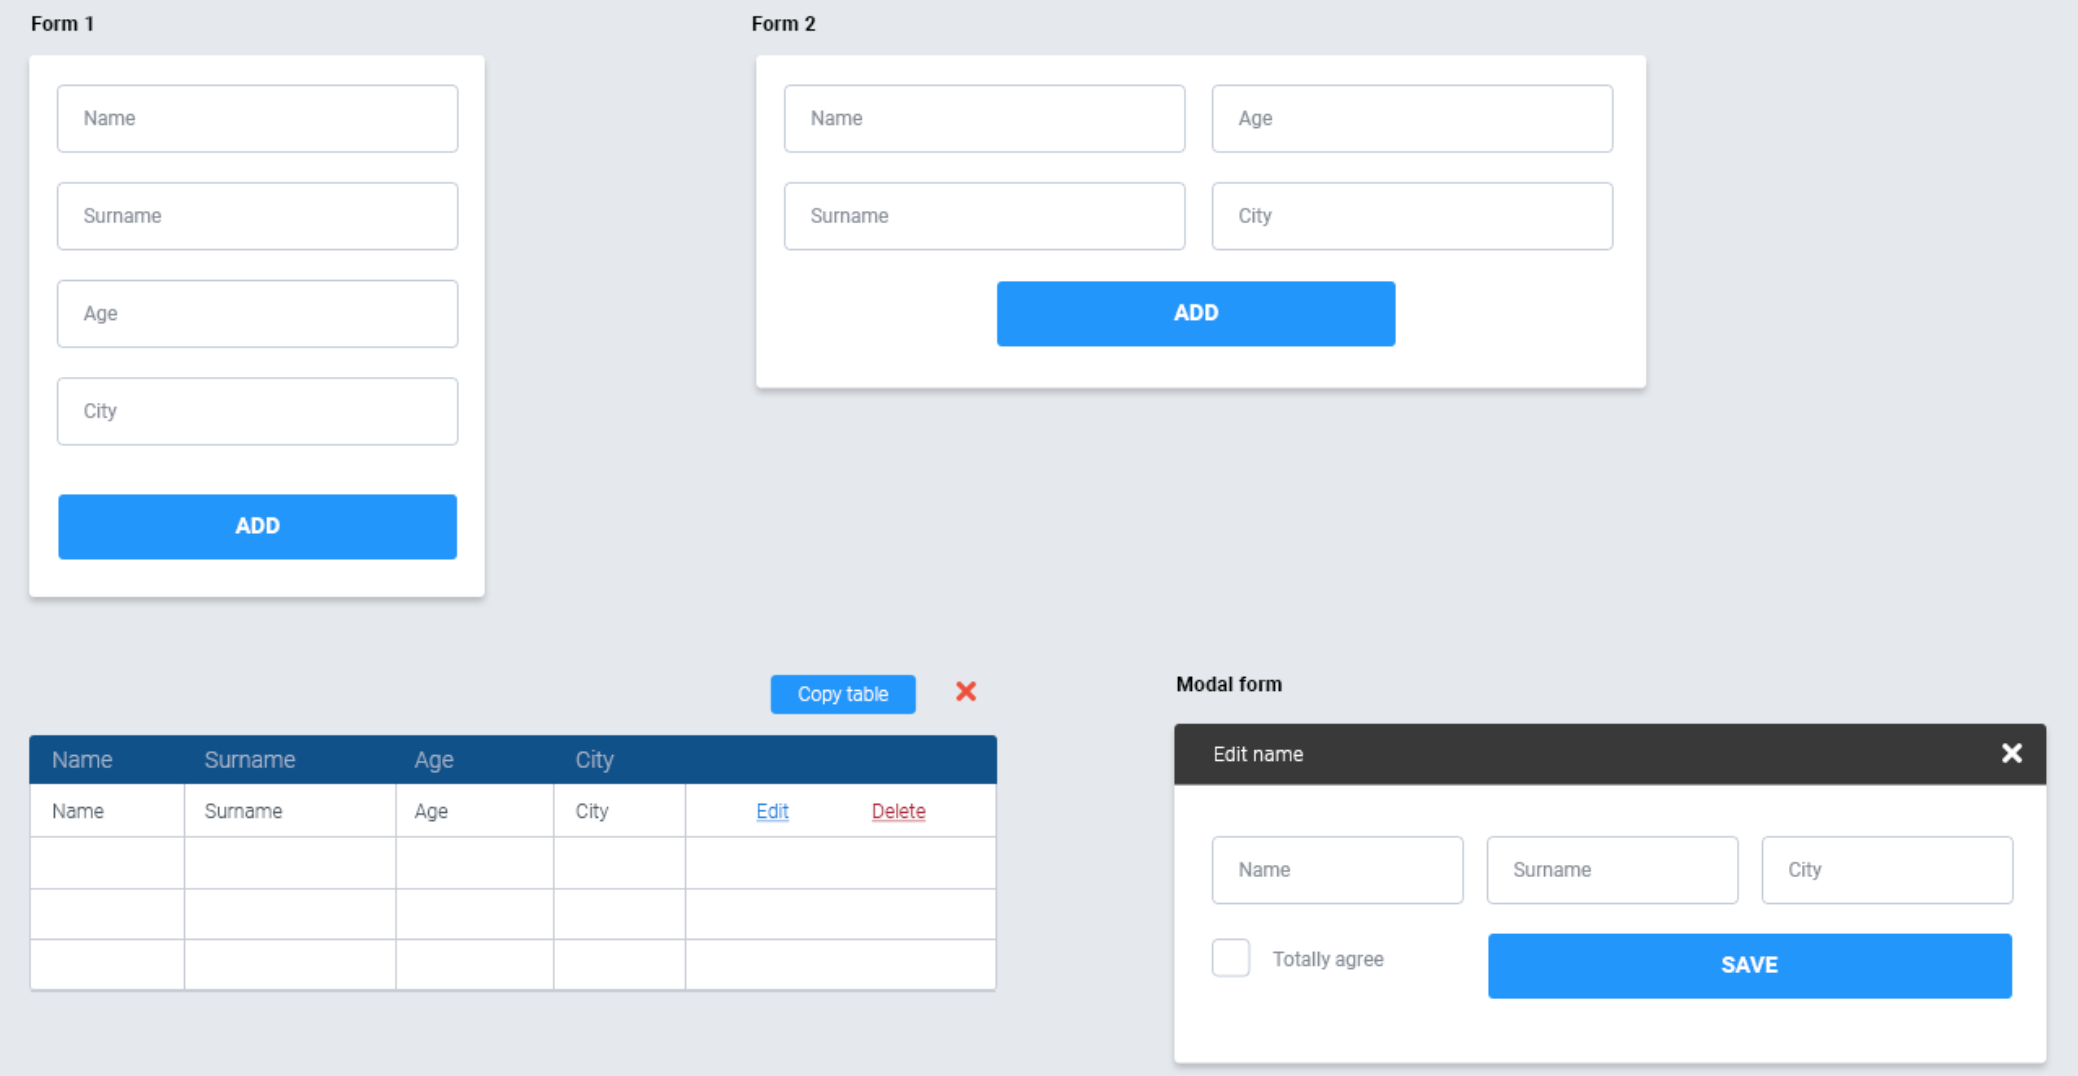 Form 1
Name
Surname
Age
City
ADD
Form 2
Name Age
Surname City
ADD
Copy table
Name Surname Age City
Name Surname Age City Edit Delete
Modal form
Edit name
Name Surname City
Totally agree SAVE